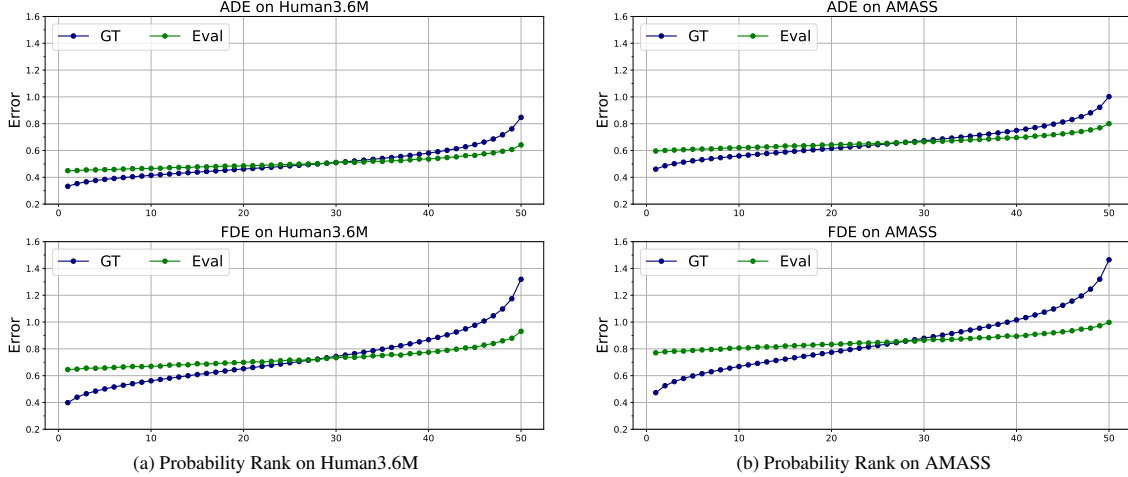 ADE on Human3.6M
GT Eval
Error
1.6
1.4
1.2
1.0
0.8
0.6
0.4
0.2
0 10 20 30 40 50
FDE on Human3.6M
GT Eval
Error
1.6
1.4
1.2
1.0
0.8
0.6
0.4
0.2
0 10 20 30 40 50
(a) Probability Rank on Human3.6M
ADE on AMASS
GT Eval
Error
1.6
1.4
1.2
1.0
0.8
0.6
0.4
0.2
0 10 20 30 40 50
FDE on AMASS
GT Eval
Error
1.6
1.4
1.2
1.0
0.8
0.6
0.4
0.2
0 10 20 30 40 50
(b) Probability Rank on AMASS